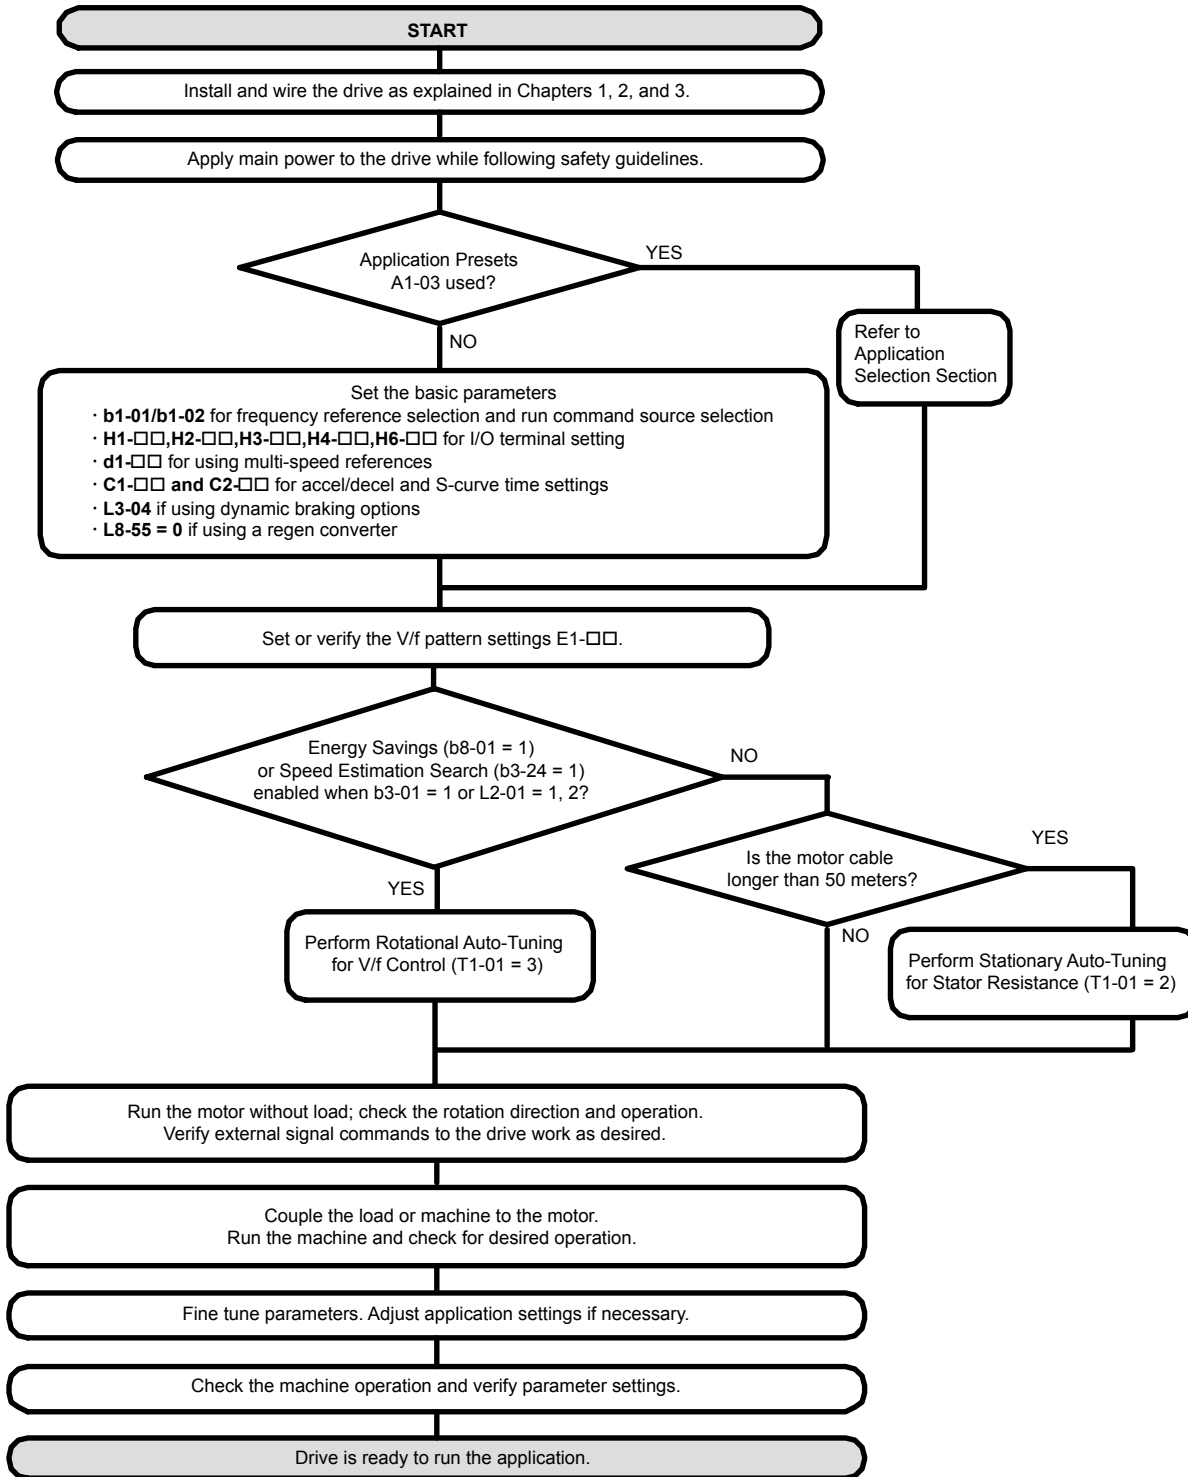 START
Install and wire the drive as explained in Chapters 1, 2, and 3.
Apply main power to the drive while following safety guidelines.
Application Presets
A1-03 used?
YES
NO
Refer to
Application
Selection Section
Set the basic parameters
· b1-01/b1-02 for frequency reference selection and run command source selection
· H1-□□,H2-□□,H3-□□,H4-□□,H6-□□ for I/O terminal setting
· d1-□□ for using multi-speed references
· C1-□□ and C2-□□ for accel/decel and S-curve time settings
· L3-04 if using dynamic braking options
· L8-55 = 0 if using a regen converter
Set or verify the V/f pattern settings E1-□□.
Energy Savings (b8-01 = 1)
or Speed Estimation Search (b3-24 = 1)
enabled when b3-01 = 1 or L2-01 = 1, 2?
NO
YES
Is the motor cable
longer than 50 meters?
YES
NO
Perform Rotational Auto-Tuning
for V/f Control (T1-01 = 3)
Perform Stationary Auto-Tuning
for Stator Resistance (T1-01 = 2)
Run the motor without load; check the rotation direction and operation.
Verify external signal commands to the drive work as desired.
Couple the load or machine to the motor.
Run the machine and check for desired operation.
Fine tune parameters. Adjust application settings if necessary.
Check the machine operation and verify parameter settings.
Drive is ready to run the application.